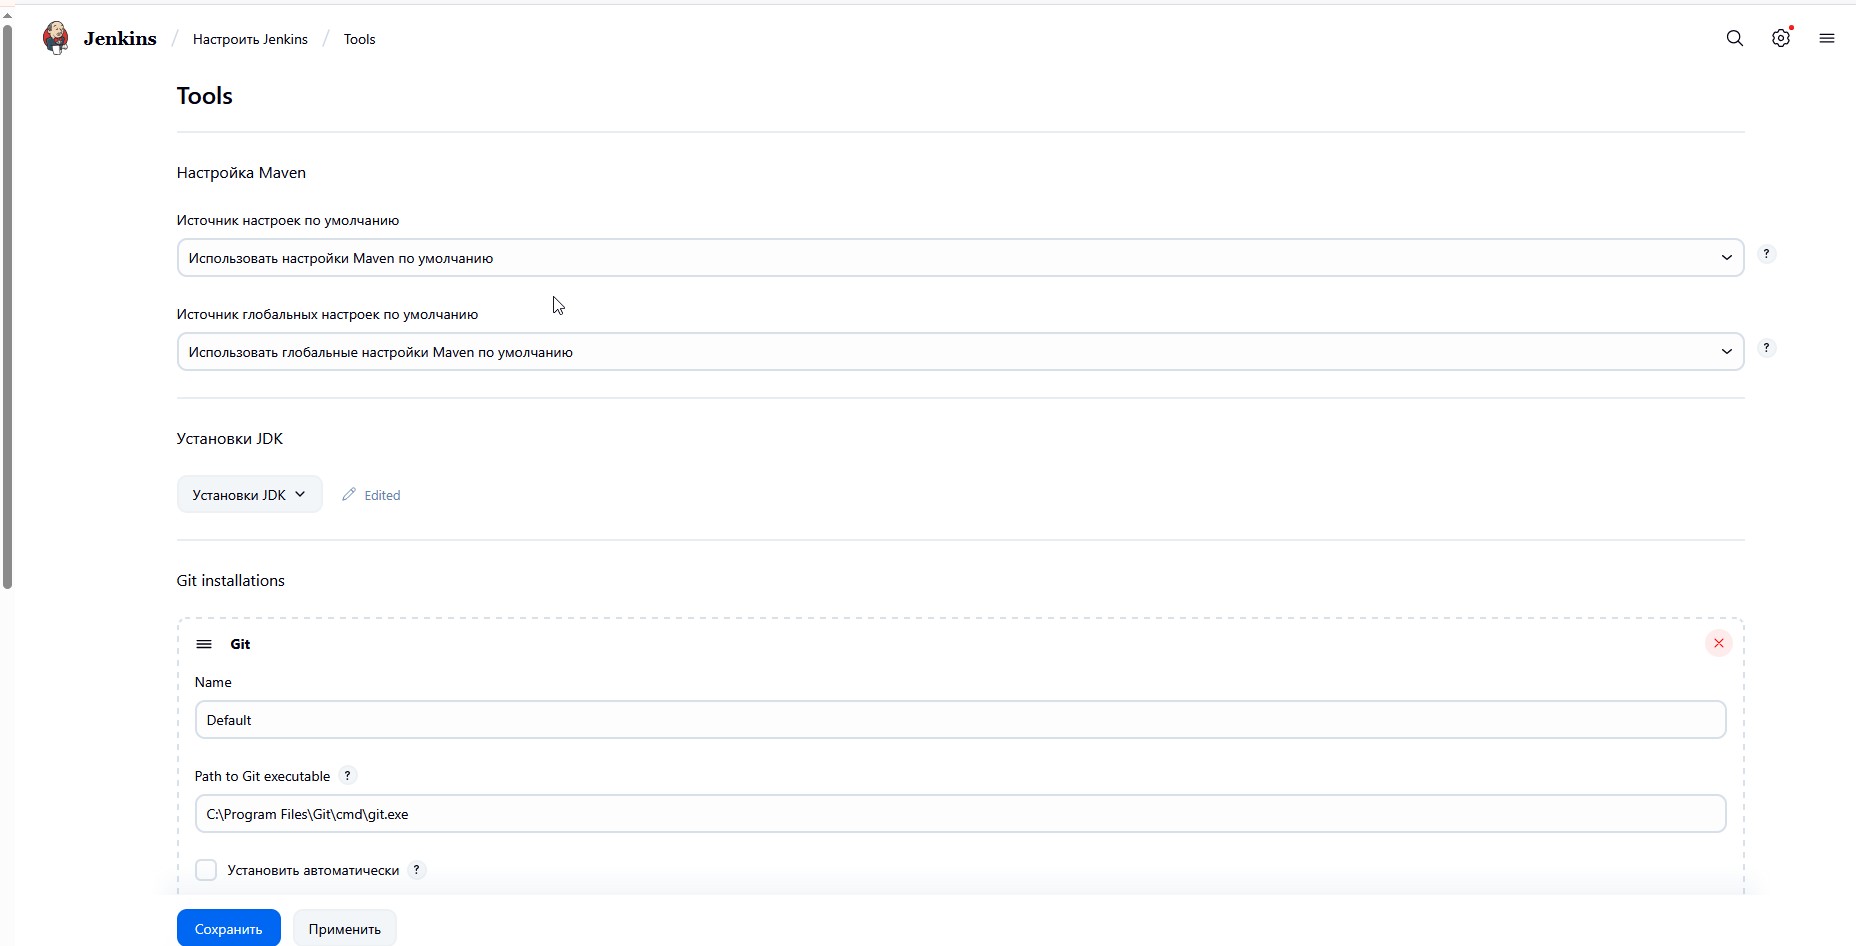 Jenkins / Настроить Jenkins / Tools
Tools
Настройка Maven
Источник настроек по умолчанию
Использовать настройки Maven по умолчанию
?
Источник глобальных настроек по умолчанию
Использовать глобальные настройки Maven по умолчанию
?
Установки JDK
Установки JDK Edited
Git installations
Git
Name
Default
Path to Git executable ?
C:\Program Files\Git\cmd\git.exe
Установить автоматически ?
Сохранить Применить